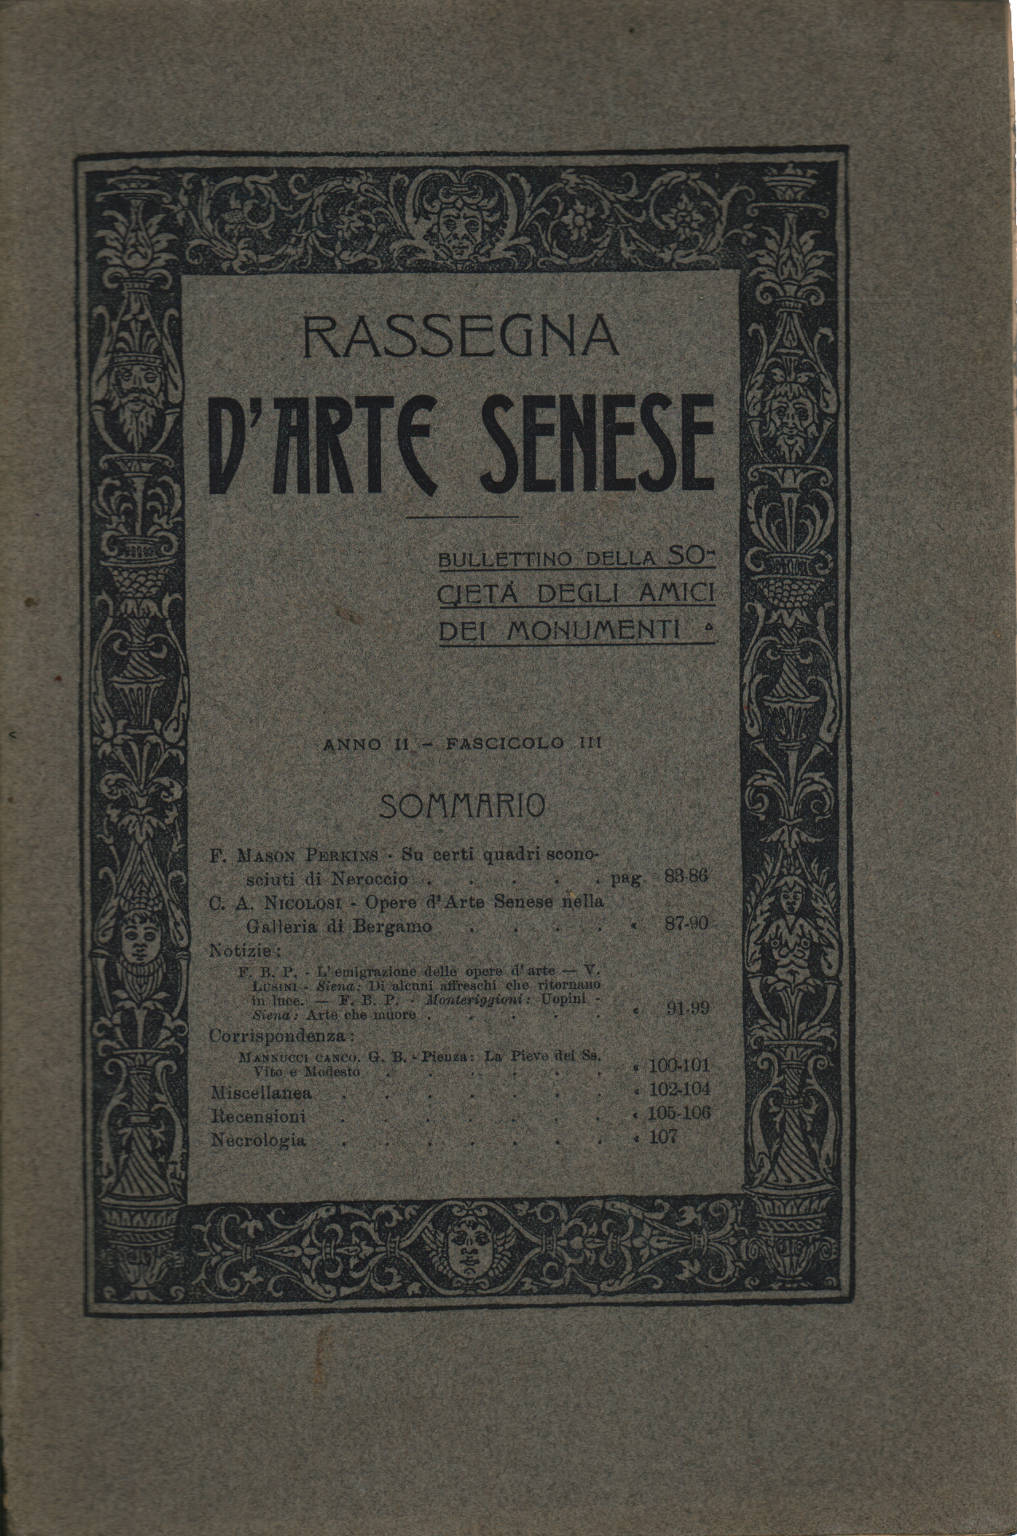 RASSEGNA
D'ARTE SENESE
BULLETTINO DELLA SO-
CIETÀ DEGLI AMICI
DEI MONUMENTI
ANNO II - FASCICOLO III
SOMMARIO
F. MASON PERKINS - Su certi quadri scono-
sciuti di Neroccio . . . . . pag. 83-86
C. A. NICOLOSI - Opere d'Arte Senese nella
Galleria di Bergamo . . . . « 87-90
Notizie:
F. B. P. - L'emigrazione delle opere d'arte — V.
LUSINI - Siena: Di alcuni affreschi che ritornano
in luce. — F. B. P. - Monteriggioni: Uopini -
Siena: Arte che muore . . . . . « 91-99
Corrispondenza:
MANNUCCI CANCO. G. B. - Pienza: La Pieve dei Ss.
Vito e Modesto . . . . . . « 100-101
Miscellanea . . . . . . . « 102-104
Recensioni . . . . . . . « 105-106
Necrologia . . . . . . . « 107